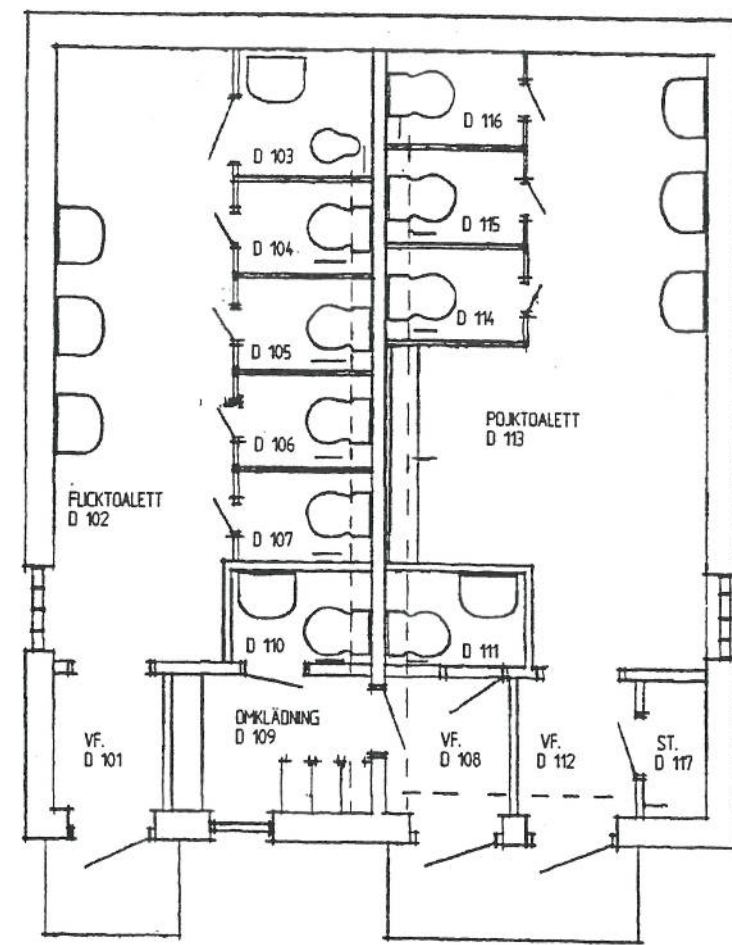 D 103
D 116
D 104
D 115
D 105
D 114
D 106
POJKTOALETT
D 113
FLICKTOALETT
D 102
D 107
D 110
D 111
OMKLÄDNING
D 109
VF.
D 101
VF.
D 108
VF.
D 112
ST.
D 117